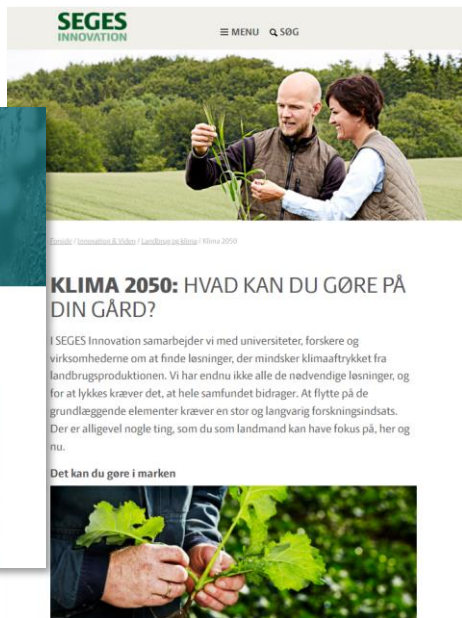 SEGES
INNOVATION
≡ MENU SØG
Forside / Innovation & Viden / Landbrug og klima / Klima 2050
KLIMA 2050: HVAD KAN DU GØRE PÅ
DIN GÅRD?
I SEGES Innovation samarbejder vi med universiteter, forskere og
virksomhederne om at finde løsninger, der mindsker klimaaftrykket fra
landbrugsproduktionen. Vi har endnu ikke alle de nødvendige løsninger, og
for at lykkes kræver det, at hele samfundet bidrager. At flytte på de
grundlæggende elementer kræver en stor og langvarig forskningsindsats.
Der er alligevel nogle ting, som du som landmand kan have fokus på, her og
nu.
Det kan du gøre i marken